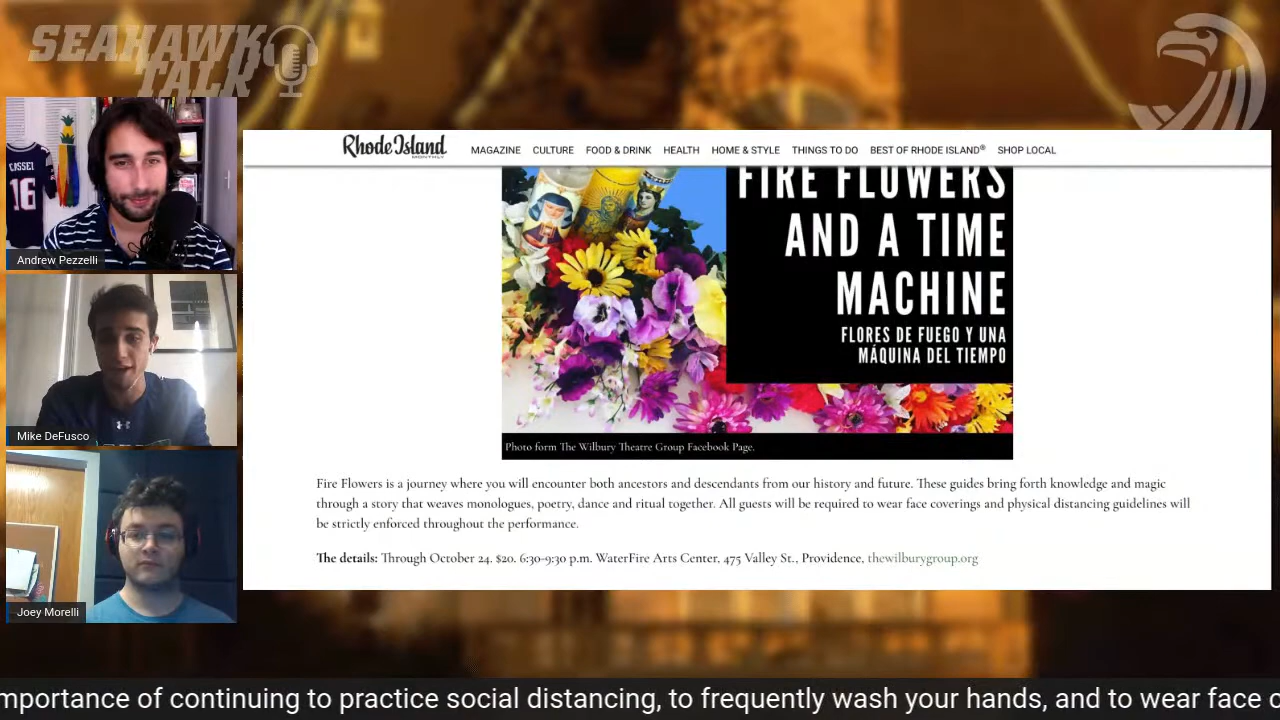 SEAHAWK
TALK
CASSEL
16
Andrew Pezzelli
Mike DeFusco
Joey Morelli
Rhode Island
MONTHLY
MAGAZINE CULTURE FOOD & DRINK HEALTH HOME & STYLE THINGS TO DO BEST OF RHODE ISLAND® SHOP LOCAL
FIRE FLOWERS
AND A TIME
MACHINE
FLORES DE FUEGO Y UNA
MÁQUINA DEL TIEMPO
Photo form The Wilbury Theatre Group Facebook Page.
Fire Flowers is a journey where you will encounter both ancestors and descendants from our history and future. These guides bring forth knowledge and magic
through a story that weaves monologues, poetry, dance and ritual together. All guests will be required to wear face coverings and physical distancing guidelines will
be strictly enforced throughout the performance.
The details: Through October 24. $20. 6:30-9:30 p.m. WaterFire Arts Center, 475 Valley St., Providence, thewilburygroup.org
mportance of continuing to practice social distancing, to frequently wash your hands, and to wear face c